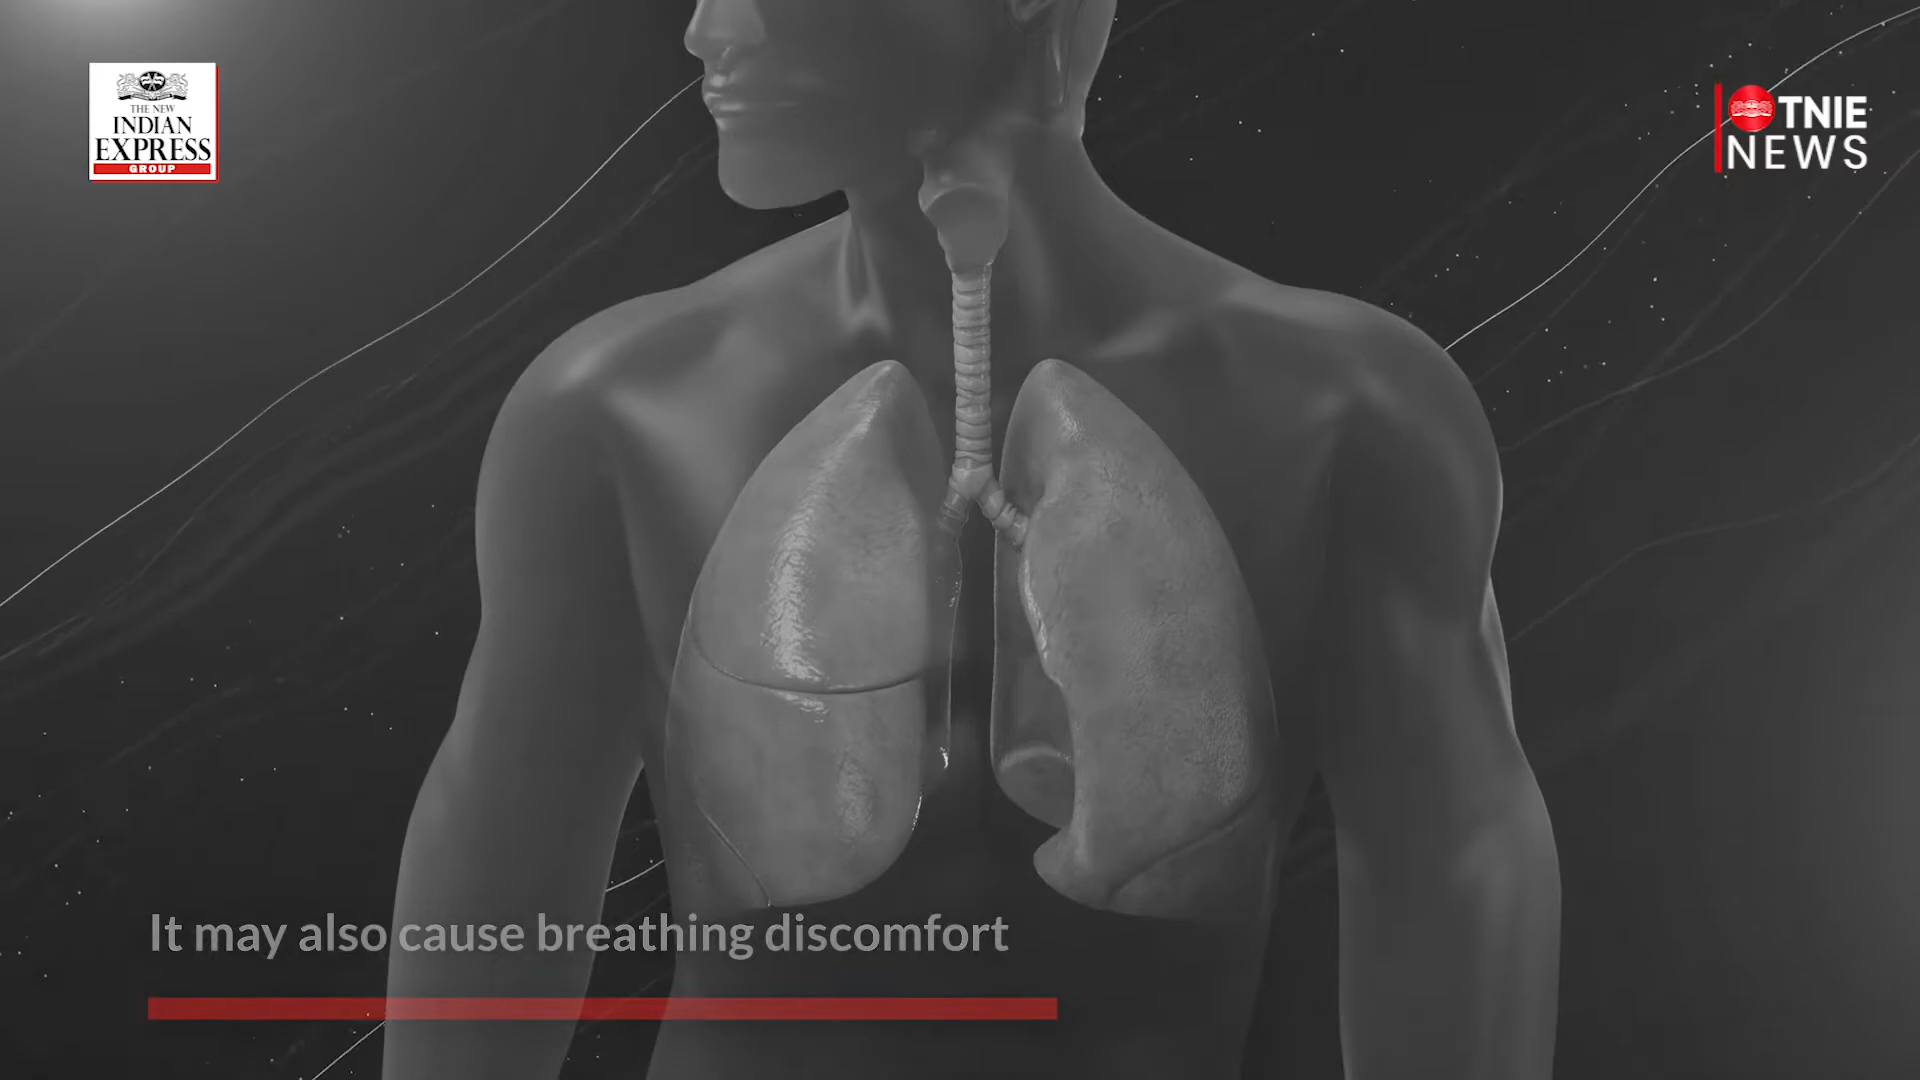 THE NEW
INDIAN
EXPRESS
GROUP
TNIE
NEWS
It may also cause breathing discomfort